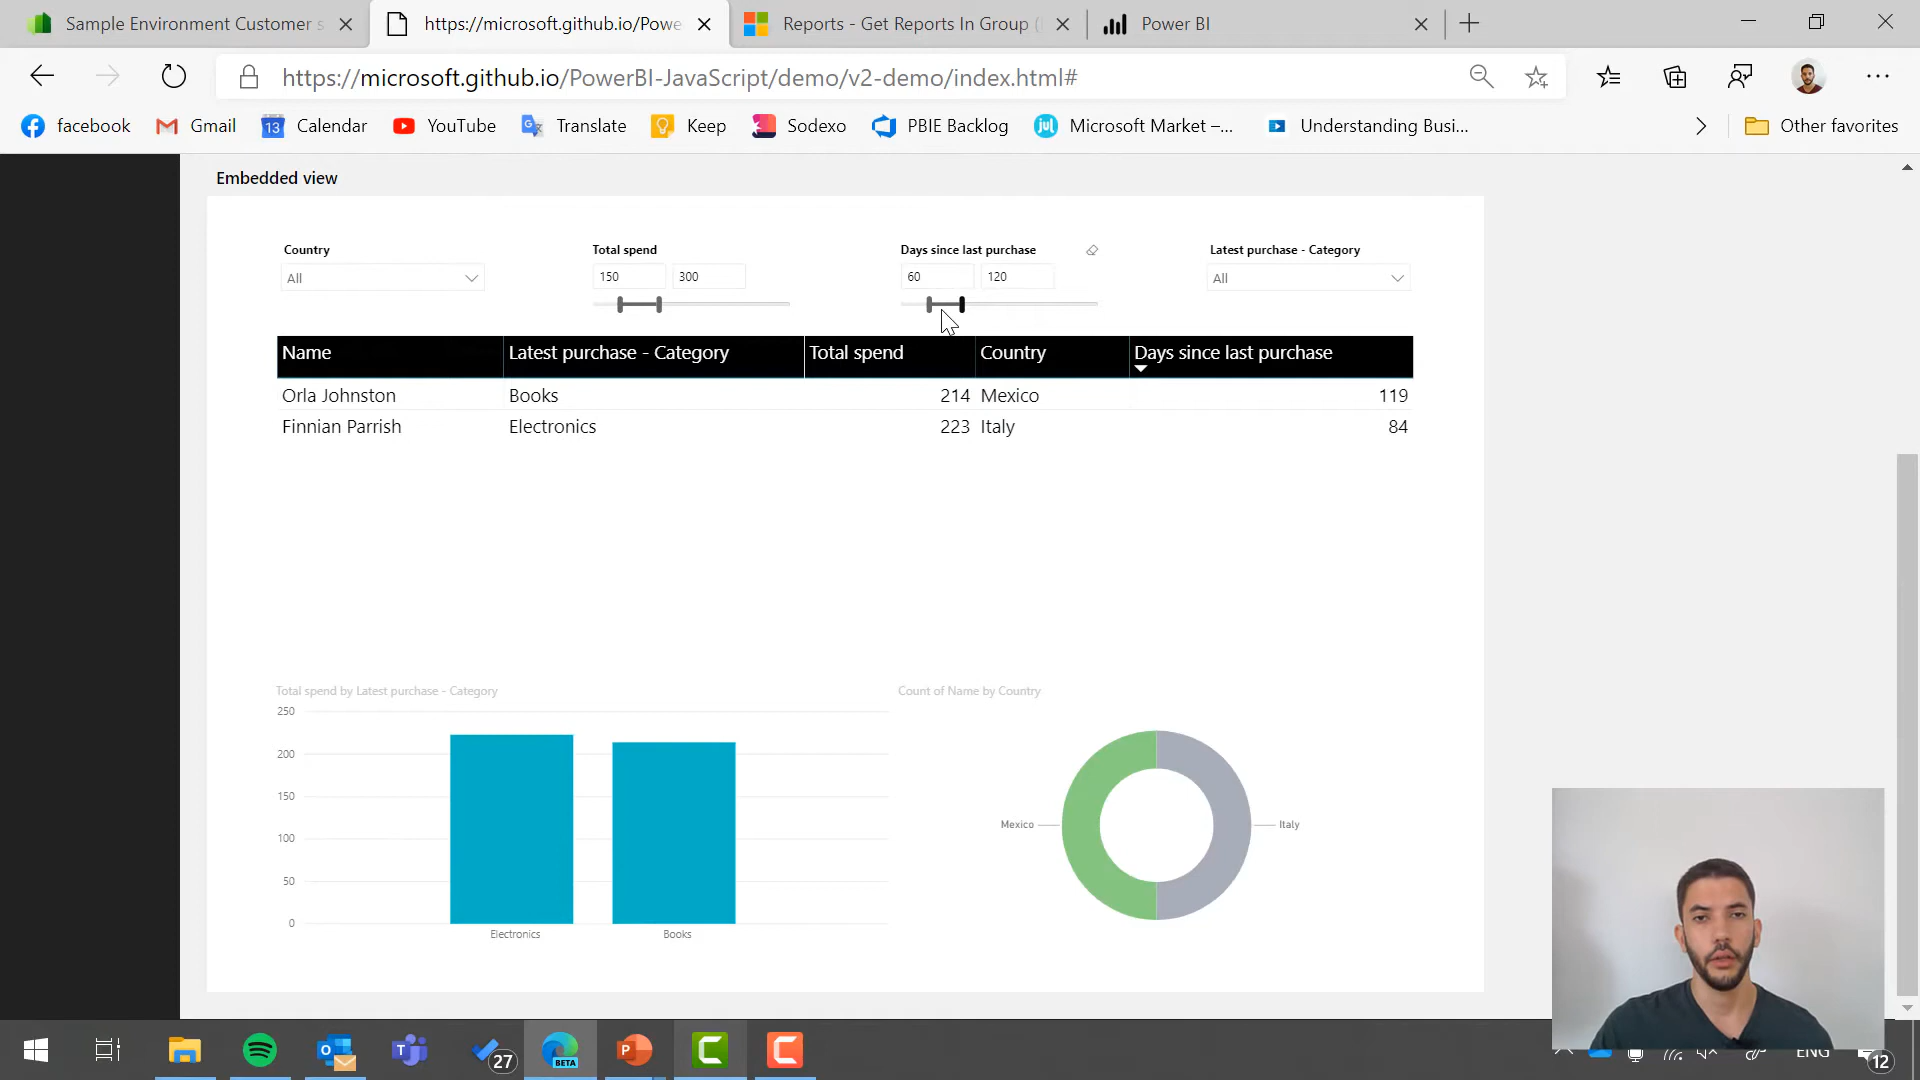 Sample Environment Customer s
https://microsoft.github.io/Powe
Reports - Get Reports In Group (
Power BI
https://microsoft.github.io/PowerBI-JavaScript/demo/v2-demo/index.html#
facebook
Gmail
13
Calendar
YouTube
Translate
Keep
Sodexo
PBIE Backlog
jul
Microsoft Market –...
Understanding Busi...
Other favorites
Embedded view
Country
Total spend
Days since last purchase
Latest purchase - Category
All
150
300
60
120
All
Name Latest purchase - Category Total spend Country Days since last purchase
Orla Johnston Books 214 Mexico 119
Finnian Parrish Electronics 223 Italy 84
Total spend by Latest purchase - Category
250
200
150
100
50
0
Electronics
Books
Count of Name by Country
Mexico
Italy
27
BETA
ENG
12